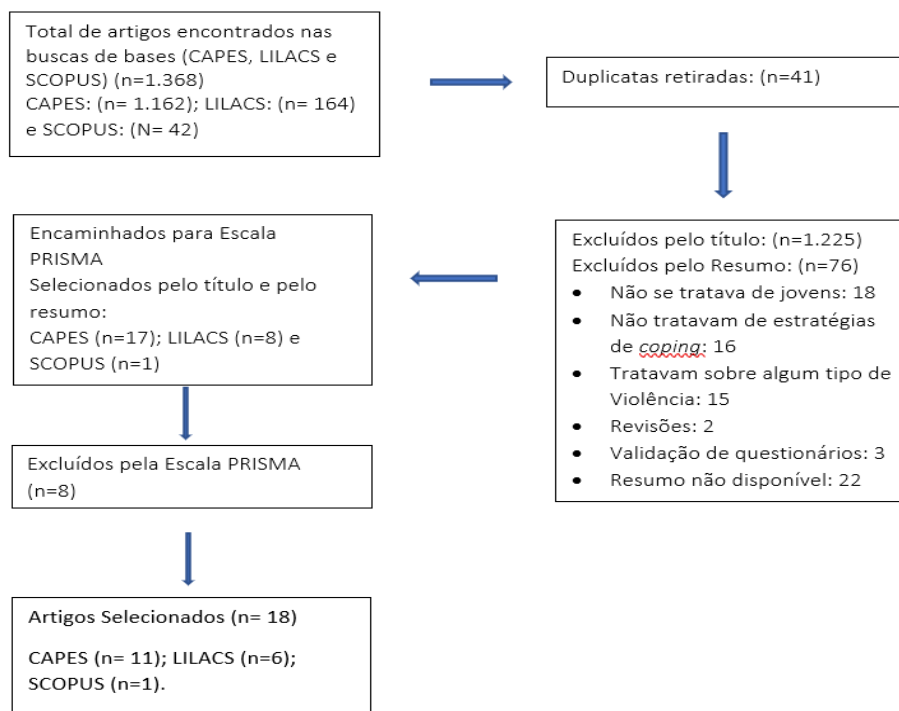 Total de artigos encontrados nas
buscas de bases (CAPES, LILACS e
SCOPUS) (n=1.368)
CAPES: (n= 1.162); LILACS: (n= 164)
e SCOPUS: (N= 42)
Duplicatas retiradas: (n=41)
Excluídos pelo título: (n=1.225)
Excluídos pelo Resumo: (n=76)
• Não se tratava de jovens: 18
• Não tratavam de estratégias
de coping: 16
• Tratavam sobre algum tipo de
Violência: 15
• Revisões: 2
• Validação de questionários: 3
• Resumo não disponível: 22
Encaminhados para Escala
PRISMA
Selecionados pelo título e pelo
resumo:
CAPES (n=17); LILACS (n=8) e
SCOPUS (n=1)
Excluídos pela Escala PRISMA
(n=8)
Artigos Selecionados (n= 18)
CAPES (n= 11); LILACS (n=6);
SCOPUS (n=1).